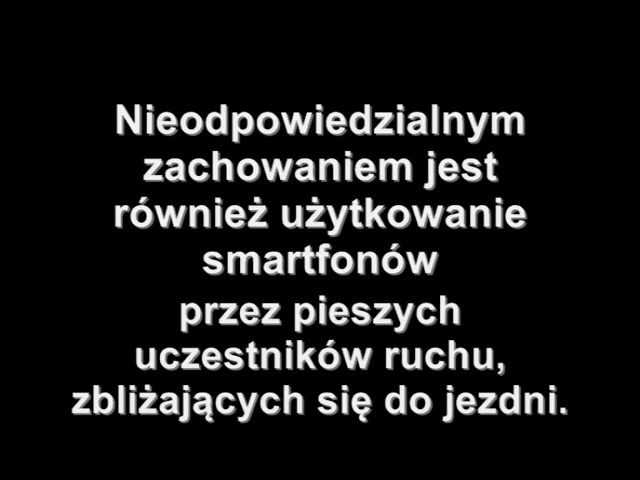 Nieodpowiedzialnym
zachowaniem jest
również użytkowanie
smartfonów
przez pieszych
uczestników ruchu,
zbliżających się do jezdni.